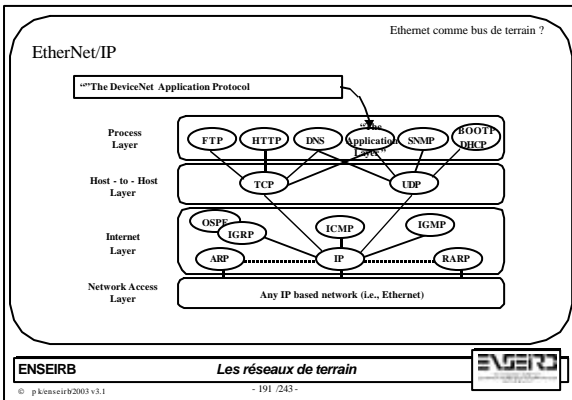 Ethernet comme bus de terrain ?
EtherNet/IP
“”The DeviceNet Application Protocol
Process
Layer
FTP
HTTP
DNS
“The
Application
Layer”
SNMP
BOOTP
DHCP
Host - to - Host
Layer
TCP
UDP
Internet
Layer
OSPF
IGRP
ICMP
IGMP
ARP
IP
RARP
Network Access
Layer
Any IP based network (i.e., Ethernet)
ENSEIRB
Les réseaux de terrain
ENSEIRB
© pk/enseirb/2003 v3.1
- 191 /243 -